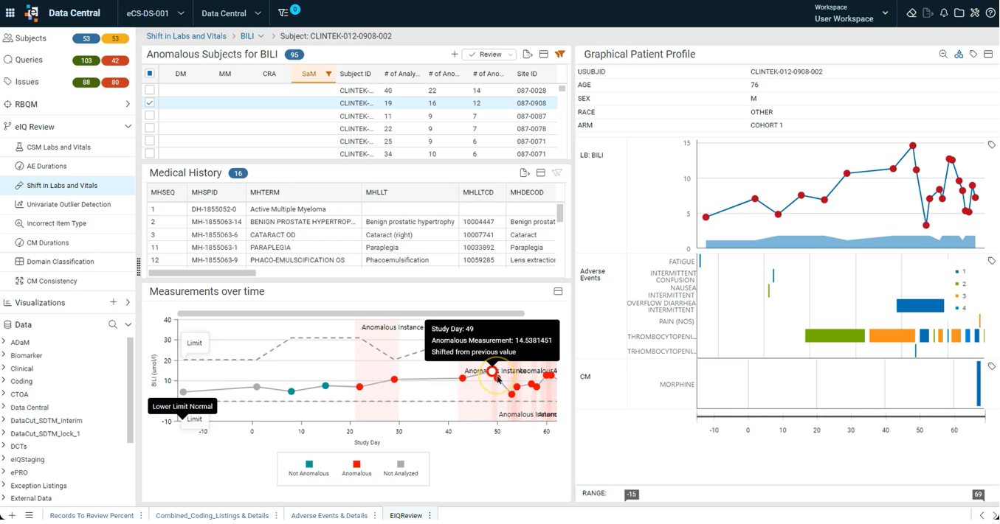 Data Central
eCS-DS-001
Data Central
0
Workspace
User Workspace
Subjects 53 53
Queries 103 42
Issues 88 80
RBQM
eIQ Review
CSM Labs and Vitals
AE Durations
Shift in Labs and Vitals
Univariate Outlier Detection
Incorrect Item Type
CM Durations
Domain Classification
CM Consistency
Visualizations
Data
ADaM
Biomarker
Clinical
Coding
CTOA
Data Central
DataCut_SDTM_Interim
DataCut_SDTM_lock_1
DCTs
eIQStaging
ePRO
Exception Listings
External Data
Shift in Labs and Vitals > BILI > Subject: CLINTEK-012-0908-002
Anomalous Subjects for BILI 95
Review
DM MM CRA SaM Subject ID # of Analy... # of Ano... # of Ano... Site ID
CLINTEK-... 40 22 14 087-0028
CLINTEK-... 19 16 12 087-0908
CLINTEK-... 11 9 7 087-0087
CLINTEK-... 22 9 7 087-0078
CLINTEK-... 25 9 6 087-0071
CLINTEK-... 34 10 6 087-0071
Medical History 16
MHSEQ MHSPID MHTERM MHLLT MHLLTCD MHDECOD
1 DH-1855052-0 Active Multiple Myeloma
2 MH-1855063-14 BENIGN PROSTATE HYPERTROP... Benign prostatic hypertrophy 10004447 Benign prostat
3 MH-1855063-6 CATARACT OD Cataract (right) 10007741 Cataract
11 MH-1855063-1 PARAPLEGIA Paraplegia 10033892 Paraplegia
12 MH-1855063-9 PHACO-EMULSCIFICATION OS Phacoemulsification 10059285 Lens extraction
Measurements over time
BILI (umol/l)
40
30
20
10
-10
Limit
Lower Limit Normal
Limit
Anomalous Instance
Study Day: 49
Anomalous Measurement: 14.5381451
Shifted from previous value
-10 0 10 20 30 40 50 60
Study Day
Not Anomalous Anomalous Not Analyzed
Graphical Patient Profile
USUBJID CLINTEK-012-0908-002
AGE 76
SEX M
RACE OTHER
ARM COHORT 1
LB: BILI
15
10
5
0
Adverse
Events
FATIGUE
INTERMITTENT
CONFUSION
NAUSEA
INTERMITTENT
OVERFLOW DIARRHEA
INTERMITTENT
PAIN (NOS)
THROMBOCYTOPENI...
TRHOMBOCYTOPENI...
1
2
3
4
CM
MORPHINE
-10 0 10 20 30 40 50 60
RANGE: -15 69
Records To Review Percent
Combined_Coding_Listings & Details
Adverse Events & Details
EIQReview